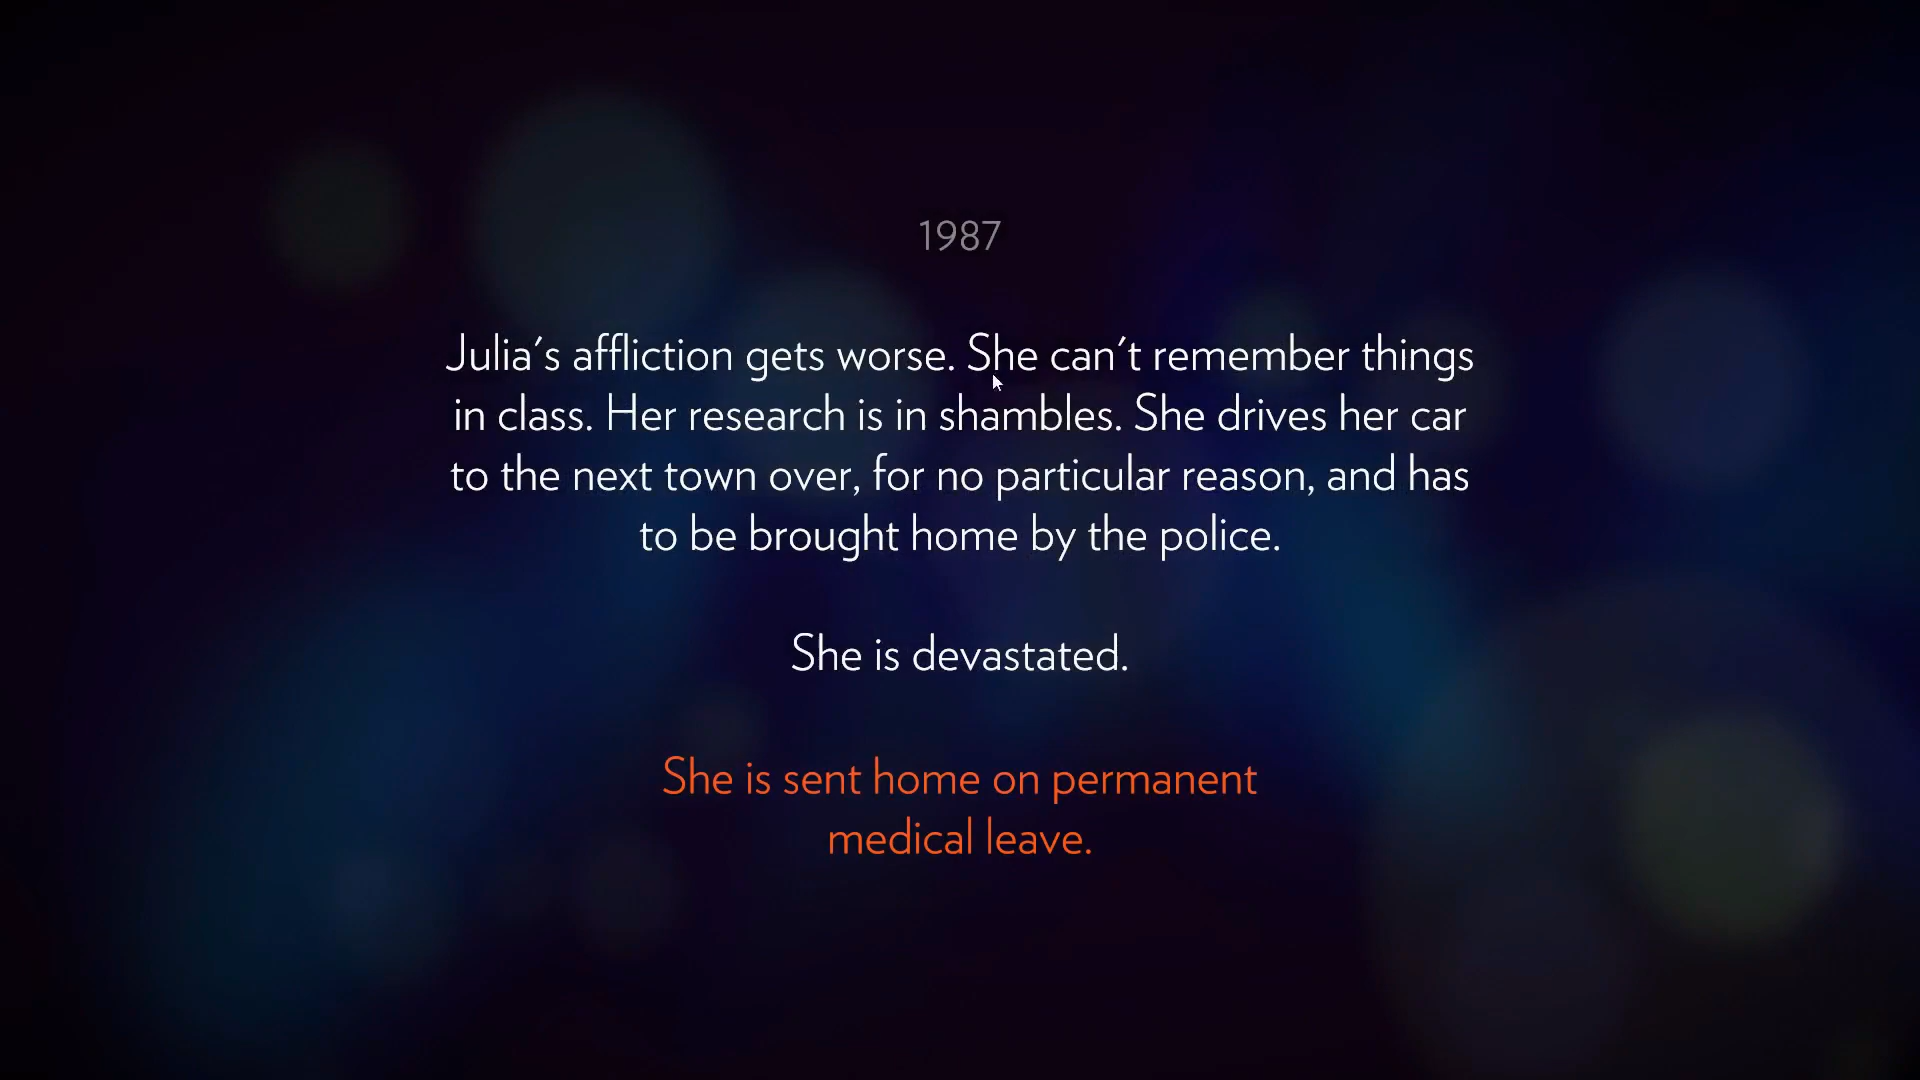 1987
Julia's affliction gets worse. She can't remember things
in class. Her research is in shambles. She drives her car
to the next town over, for no particular reason, and has
to be brought home by the police.
She is devastated.
She is sent home on permanent
medical leave.